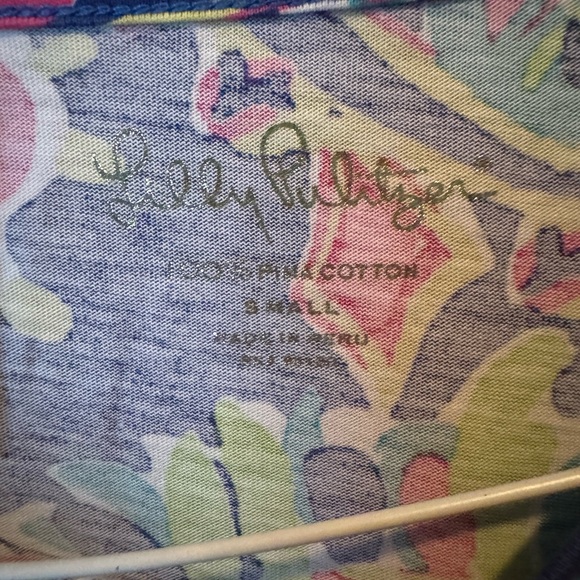 Lilly Pulitzer®
100% PIMA COTTON
SMALL
MADE IN PERU